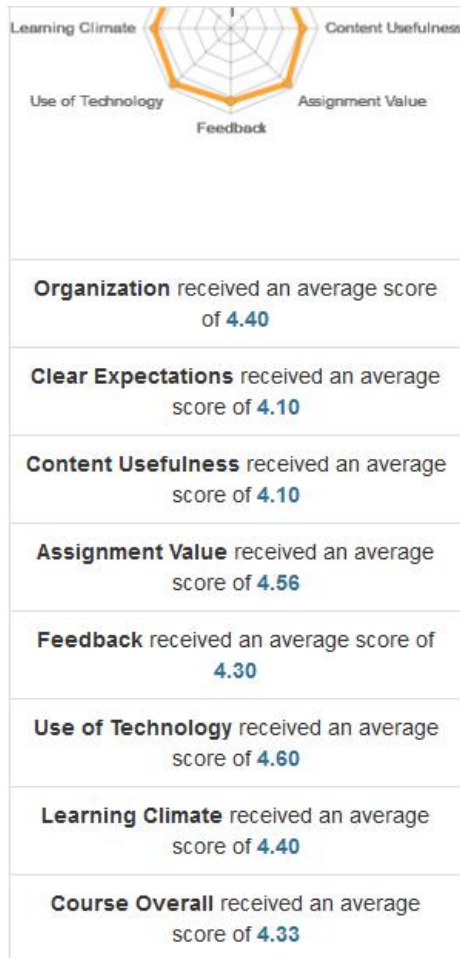 Learning Climate
Content Usefulness
Use of Technology
Assignment Value
Feedback
Organization received an average score
of 4.40
Clear Expectations received an average
score of 4.10
Content Usefulness received an average
score of 4.10
Assignment Value received an average
score of 4.56
Feedback received an average score of
4.30
Use of Technology received an average
score of 4.60
Learning Climate received an average
score of 4.40
Course Overall received an average
score of 4.33